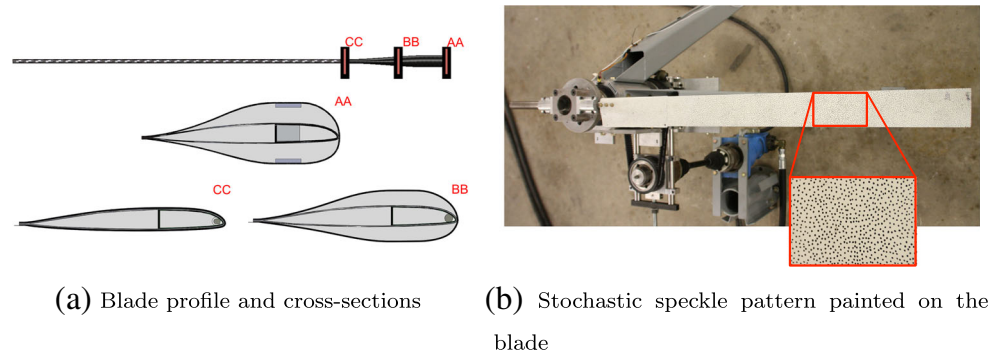 CC
BB
AA
AA
CC
BB
(a) Blade profile and cross-sections
(b) Stochastic speckle pattern painted on the
blade